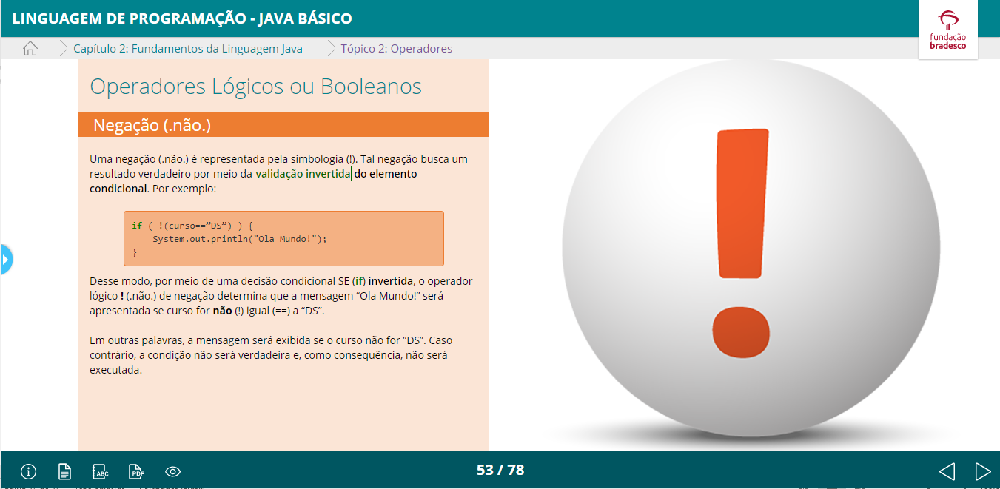 LINGUAGEM DE PROGRAMAÇÃO - JAVA BÁSICO
fundação
bradesco
Capítulo 2: Fundamentos da Linguagem Java
Tópico 2: Operadores
Operadores Lógicos ou Booleanos
Negação (.não.)
Uma negação (.não.) é representada pela simbologia (!). Tal negação busca um
resultado verdadeiro por meio da validação invertida do elemento
condicional. Por exemplo:
if ( !(curso==”DS”) ) {
System.out.println("Ola Mundo!");
}
Desse modo, por meio de uma decisão condicional SE (if) invertida, o operador
lógico ! (.não.) de negação determina que a mensagem “Ola Mundo!” será
apresentada se curso for não (!) igual (==) a “DS”.
Em outras palavras, a mensagem será exibida se o curso não for ”DS”. Caso
contrário, a condição não será verdadeira e, como consequência, não será
executada.
!
ABC
PDF
53 / 78